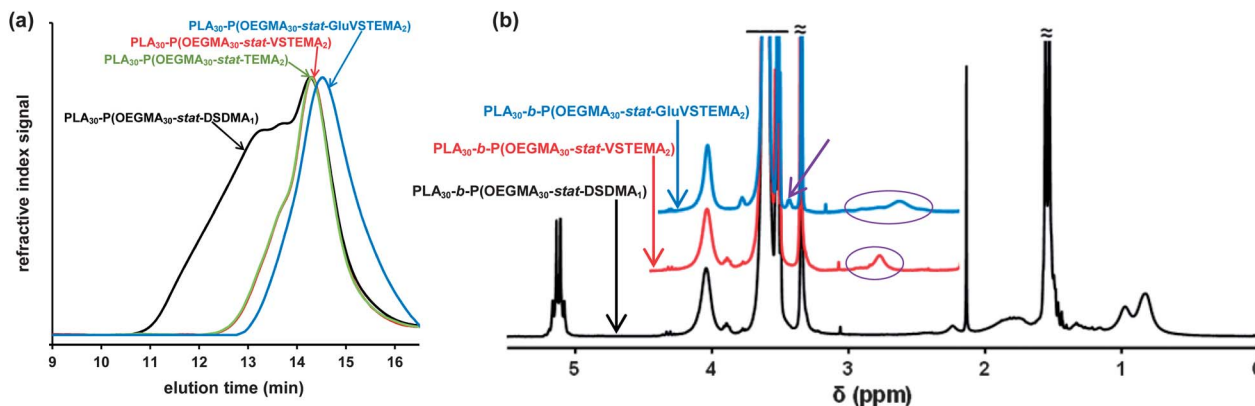 (a)
PLA₃₀-P(OEGMA₃₀-stat-GluVSTEMA₂)
PLA₃₀-P(OEGMA₃₀-stat-VSTEMA₂)
PLA₃₀-P(OEGMA₃₀-stat-TEMA₂)
PLA₃₀-P(OEGMA₃₀-stat-DSDMA₁)
refractive index signal
9 10 11 12 13 14 15 16
elution time (min)
(b)
≈ ≈
PLA₃₀-b-P(OEGMA₃₀-stat-GluVSTEMA₂)
PLA₃₀-b-P(OEGMA₃₀-stat-VSTEMA₂)
PLA₃₀-b-P(OEGMA₃₀-stat-DSDMA₁)
5 4 3 2 1 0
δ (ppm)